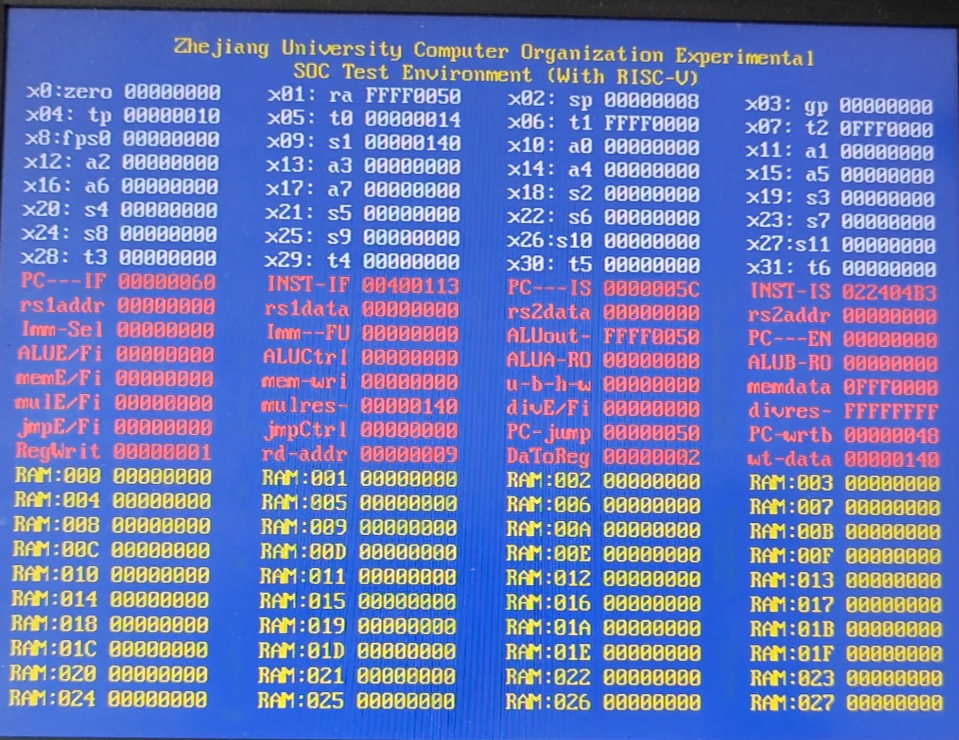 Zhejiang University Computer Organization Experimental
SOC Test Environment (With RISC-V)
x0:zero 00000000 x01: ra FFFF0050 x02: sp 00000008 x03: gp 00000000
x04: tp 00000010 x05: t0 00000014 x06: t1 FFFF0000 x07: t2 0FFF0000
x8:fps0 00000000 x09: s1 00000140 x10: a0 00000000 x11: a1 00000000
x12: a2 00000000 x13: a3 00000000 x14: a4 00000000 x15: a5 00000000
x16: a6 00000000 x17: a7 00000000 x18: s2 00000000 x19: s3 00000000
x20: s4 00000000 x21: s5 00000000 x22: s6 00000000 x23: s7 00000000
x24: s8 00000000 x25: s9 00000000 x26:s10 00000000 x27:s11 00000000
x28: t3 00000000 x29: t4 00000000 x30: t5 00000000 x31: t6 00000000
PC---IF 00000060 INST-IF 00400113 PC---IS 0000005C INST-IS 022404B3
rs1addr 00000000 rs1data 00000000 rs2data 00000000 rs2addr 00000000
Imm-Sel 00000000 Imm--FU 00000000 ALUout- FFFF0050 PC---EN 00000000
ALUE/Fi 00000000 ALUCtrl 00000000 ALUA-RO 00000000 ALUB-RO 00000000
memE/Fi 00000000 mem-wri 00000000 u-b-h-w 00000000 memdata 0FFF0000
mulE/Fi 00000000 mulres- 00000140 divE/Fi 00000000 divres- FFFFFFFF
jmpE/Fi 00000000 jmpCtrl 00000000 PC-jump 00000050 PC-wrtb 00000048
RegWrit 00000001 rd-addr 00000009 DaToReg 00000002 wt-data 00000140
RAM:000 00000000 RAM:001 00000000 RAM:002 00000000 RAM:003 00000000
RAM:004 00000000 RAM:005 00000000 RAM:006 00000000 RAM:007 00000000
RAM:008 00000000 RAM:009 00000000 RAM:00A 00000000 RAM:00B 00000000
RAM:00C 00000000 RAM:00D 00000000 RAM:00E 00000000 RAM:00F 00000000
RAM:010 00000000 RAM:011 00000000 RAM:012 00000000 RAM:013 00000000
RAM:014 00000000 RAM:015 00000000 RAM:016 00000000 RAM:017 00000000
RAM:018 00000000 RAM:019 00000000 RAM:01A 00000000 RAM:01B 00000000
RAM:01C 00000000 RAM:01D 00000000 RAM:01E 00000000 RAM:01F 00000000
RAM:020 00000000 RAM:021 00000000 RAM:022 00000000 RAM:023 00000000
RAM:024 00000000 RAM:025 00000000 RAM:026 00000000 RAM:027 00000000